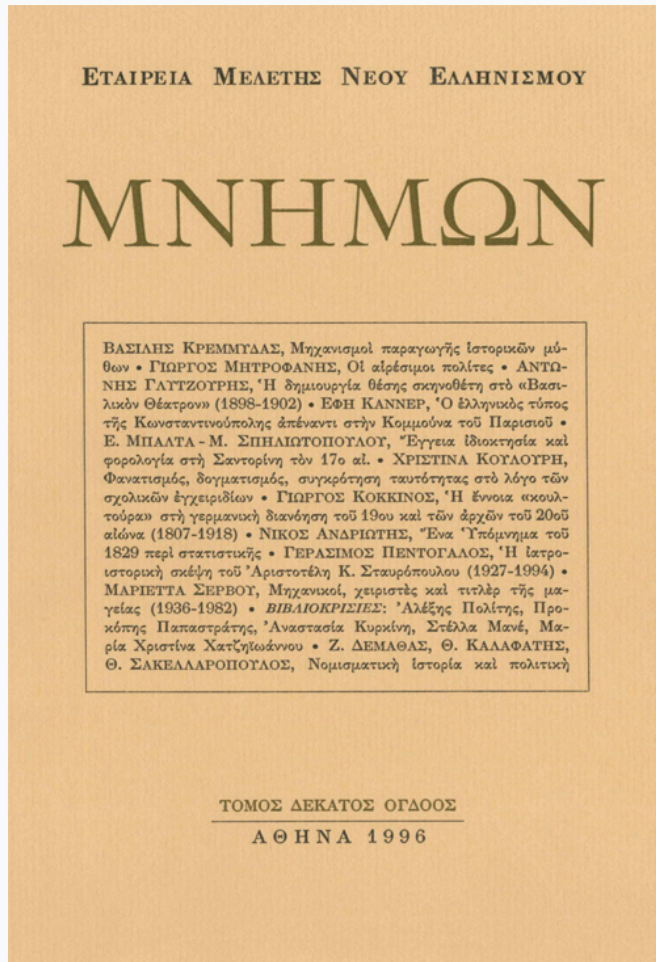 ΕΤΑΙΡΕΙΑ ΜΕΛΕΤΗΣ ΝΕΟΥ ΕΛΛΗΝΙΣΜΟΥ
ΜΝΗΜΩΝ
ΒΑΣΙΛΗΣ ΚΡΕΜΜΥΔΑΣ, Μηχανισμοὶ παραγωγῆς ἱστορικῶν μύ-
θων • ΓΙΩΡΓΟΣ ΜΗΤΡΟΦΑΝΗΣ, Οἱ αἱρέσιμοι πολίτες • ΑΝΤΩ-
ΝΗΣ ΓΛΥΤΖΟΥΡΗΣ, Ἡ δημιουργία θέσης σκηνοθέτη στὸ «Βασι-
λικὸν Θέατρον» (1898-1902) • ΕΦΗ ΚΑΝΝΕΡ, Ὁ ἑλληνικὸς τύπος
τῆς Κωνσταντινούπολης ἀπέναντι στὴν Κομμούνα τοῦ Παρισιοῦ •
Ε. ΜΠΑΛΤΑ - Μ. ΣΠΗΛΙΩΤΟΠΟΥΛΟΥ, Ἔγγεια ἰδιοκτησία καὶ
φορολογία στὴ Σαντορίνη τὸν 17ο αἰ. • ΧΡΙΣΤΙΝΑ ΚΟΥΛΟΥΡΗ,
Φανατισμός, δογματισμός, συγκρότηση ταυτότητας στὸ λόγο τῶν
σχολικῶν ἐγχειριδίων • ΓΙΩΡΓΟΣ ΚΟΚΚΙΝΟΣ, Ἡ ἔννοια «κουλ-
τούρα» στὴ γερμανικὴ διανόηση τοῦ 19ου καὶ τῶν ἀρχῶν τοῦ 20οῦ
αἰώνα (1807-1918) • ΝΙΚΟΣ ΑΝΔΡΙΩΤΗΣ, Ἕνα Ὑπόμνημα τοῦ
1829 περὶ στατιστικῆς • ΓΕΡΑΣΙΜΟΣ ΠΕΝΤΟΓΑΛΟΣ, Ἡ ἰατρο-
ιστορικὴ σκέψη τοῦ Ἀριστοτέλη Κ. Σταυρόπουλου (1927-1994) •
ΜΑΡΙΕΤΤΑ ΣΕΡΒΟΥ, Μηχανικοί, χειριστὲς καὶ τιτλὲρ τῆς μα-
γείας (1936-1982) • ΒΙΒΛΙΟΚΡΙΣΙΕΣ: Ἀλέξης Πολίτης, Προ-
κόπης Παπαστράτης, Ἀναστασία Κυρκίνη, Στέλλα Μανέ, Μα-
ρία Χριστίνα Χατζηϊωάννου • Ζ. ΔΕΜΑΘΑΣ, Θ. ΚΑΛΑΦΑΤΗΣ,
Θ. ΣΑΚΕΛΛΑΡΟΠΟΥΛΟΣ, Νομισματικὴ ἱστορία καὶ πολιτικὴ
ΤΟΜΟΣ ΔΕΚΑΤΟΣ ΟΓΔΟΟΣ
ΑΘΗΝΑ 1996